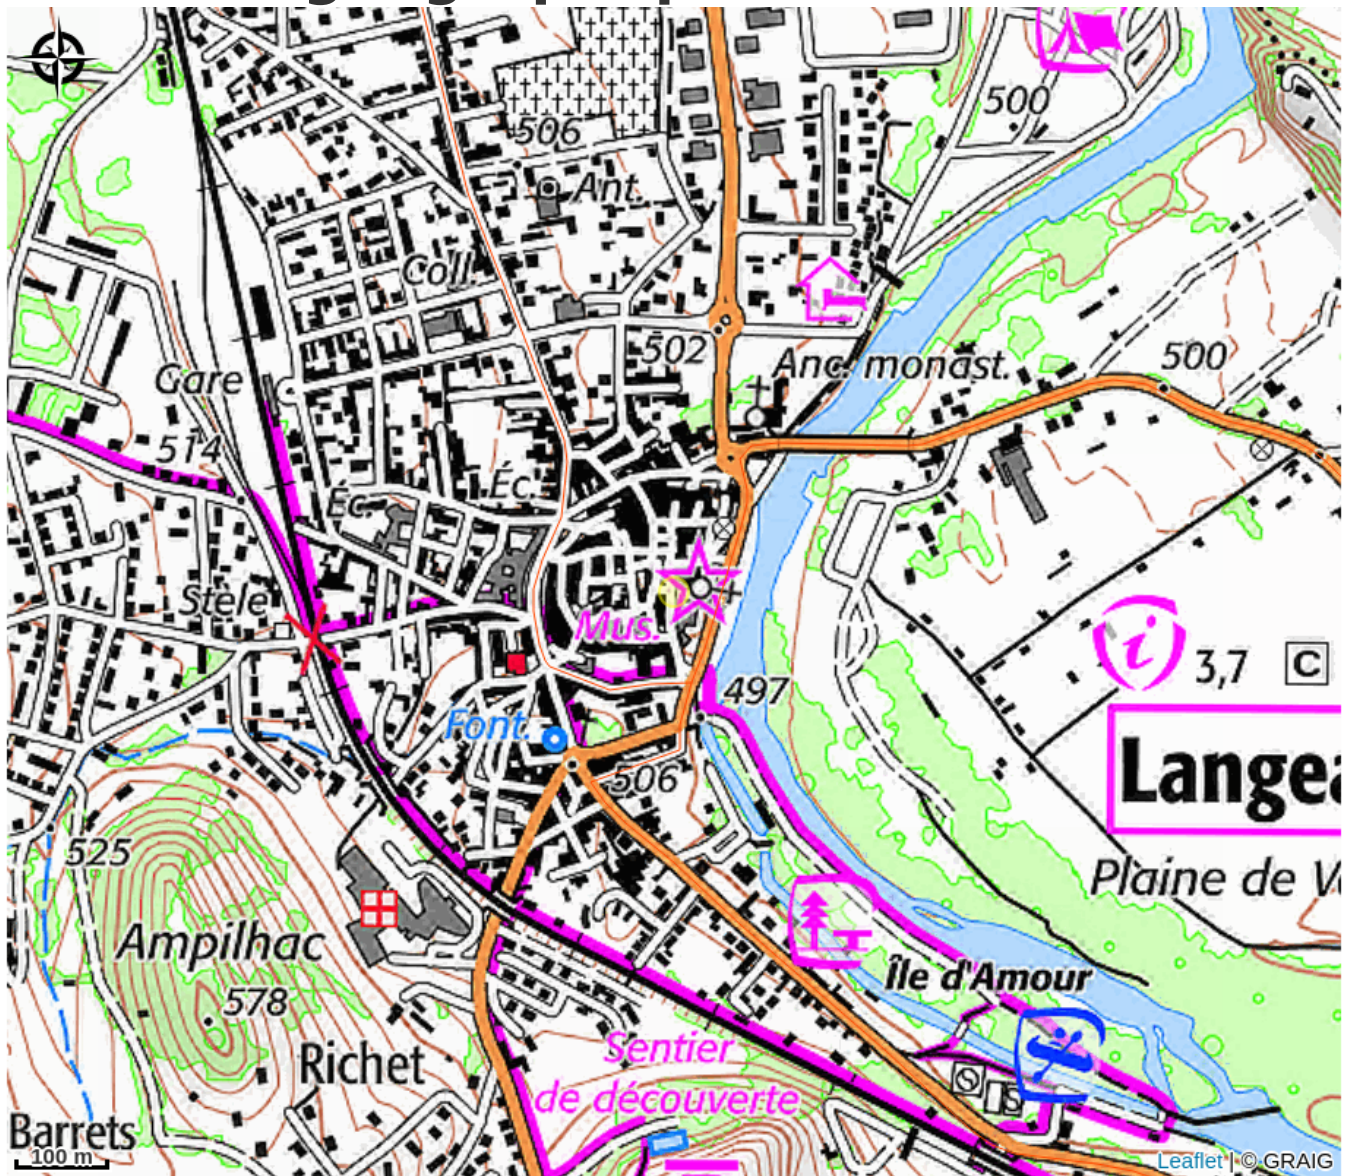 500
506
Ant.
Coll.
502
Anc. monast.
500
Gare
514
Éc.
Éc.
Stèle
Mus.
i
3,7 C
497
Font.
Langea
506
525
Plaine de V
Ampilhac
Île d'Amour
578
Sentier
de découverte
Richet
S
S
Barrets
100 m
Leaflet | © GRAIG